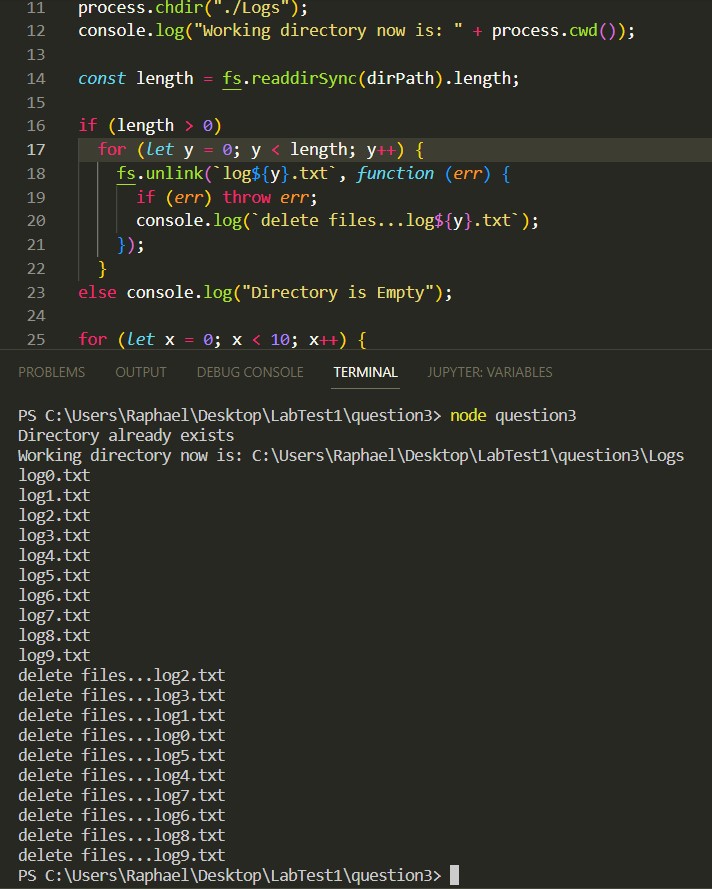 11 process.chdir("./Logs");
12 console.log("Working directory now is: " + process.cwd());
13
14 const length = fs.readdirSync(dirPath).length;
15
16 if (length > 0)
17 for (let y = 0; y < length; y++) {
18 fs.unlink(`log${y}.txt`, function (err) {
19 if (err) throw err;
20 console.log(`delete files...log${y}.txt`);
21 });
22 }
23 else console.log("Directory is Empty");
24
25 for (let x = 0; x < 10; x++) {
PROBLEMS OUTPUT DEBUG CONSOLE TERMINAL JUPYTER: VARIABLES
PS C:\Users\Raphael\Desktop\LabTest1\question3> node question3
Directory already exists
Working directory now is: C:\Users\Raphael\Desktop\LabTest1\question3\Logs
log0.txt
log1.txt
log2.txt
log3.txt
log4.txt
log5.txt
log6.txt
log7.txt
log8.txt
log9.txt
delete files...log2.txt
delete files...log3.txt
delete files...log1.txt
delete files...log0.txt
delete files...log5.txt
delete files...log4.txt
delete files...log7.txt
delete files...log6.txt
delete files...log8.txt
delete files...log9.txt
PS C:\Users\Raphael\Desktop\LabTest1\question3>